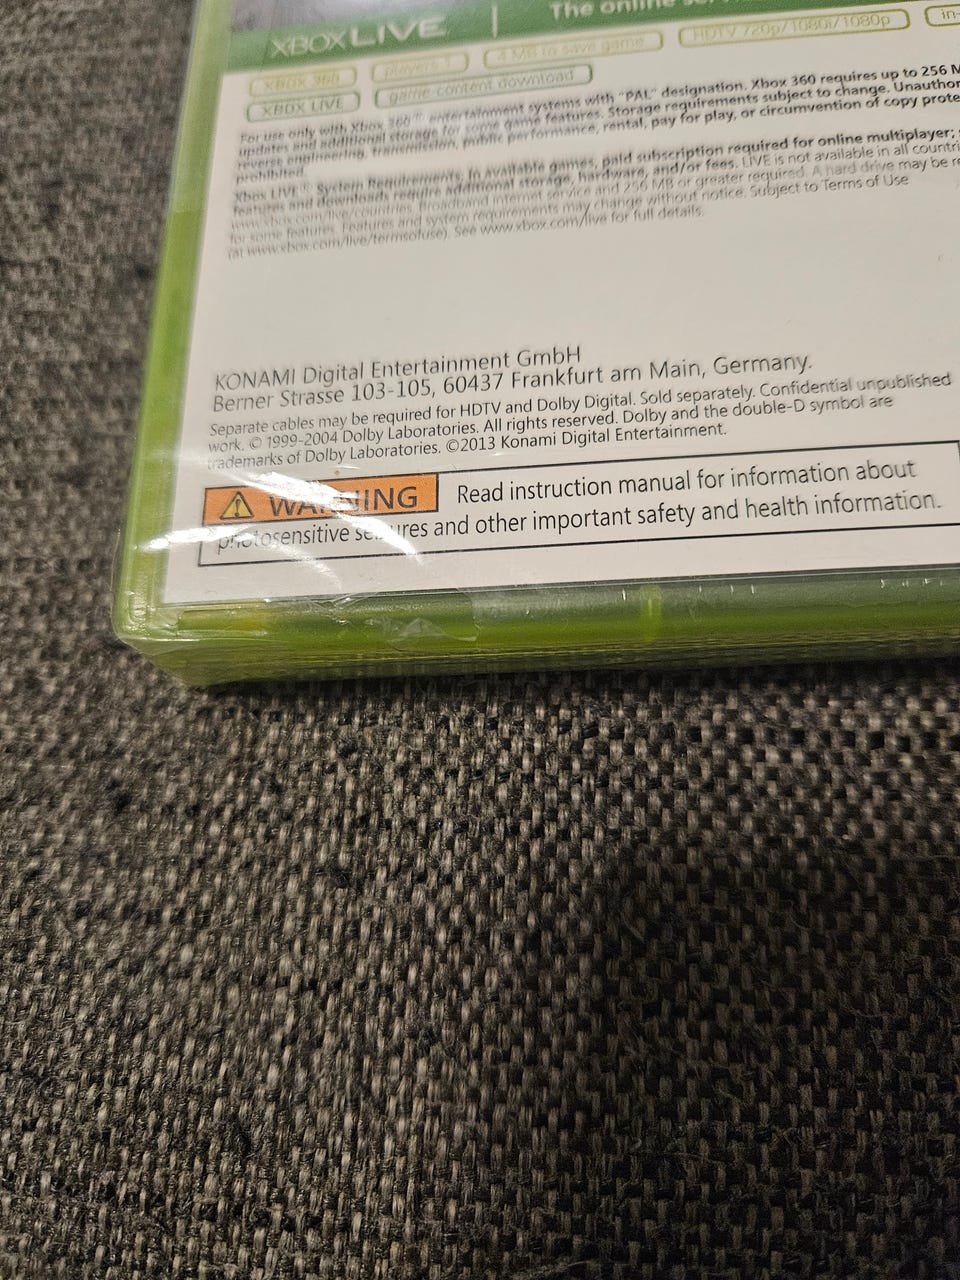 XBOX LIVE | The online
XBOX 360 players 1 4 MB to save game HDTV 720p/1080i/1080p in-
XBOX LIVE game content download
For use only with Xbox 360™ entertainment systems with "PAL" designation. Xbox 360 requires up to 256 M
updates and additional storage for some game features. Storage requirements subject to change. Unauthor
reverse engineering, transmission, public performance, rental, pay for play, or circumvention of copy prote
prohibited.
Xbox LIVE® System Requirements: In available games, paid subscription required for online multiplayer;
features and downloads require additional storage, hardware, and/or fees. LIVE is not available in all countri
www.xbox.com/live/countries. Broadband internet service and 256 MB or greater required. A hard drive may be re
for some features. Features and system requirements may change without notice. Subject to Terms of Use
(at www.xbox.com/live/termsofuse). See www.xbox.com/live for full details.
KONAMI Digital Entertainment GmbH
Berner Strasse 103-105, 60437 Frankfurt am Main, Germany.
Separate cables may be required for HDTV and Dolby Digital. Sold separately. Confidential unpublished
work. © 1999-2004 Dolby Laboratories. All rights reserved. Dolby and the double-D symbol are
trademarks of Dolby Laboratories. ©2013 Konami Digital Entertainment.
WARNING Read instruction manual for information about
photosensitive seizures and other important safety and health information.